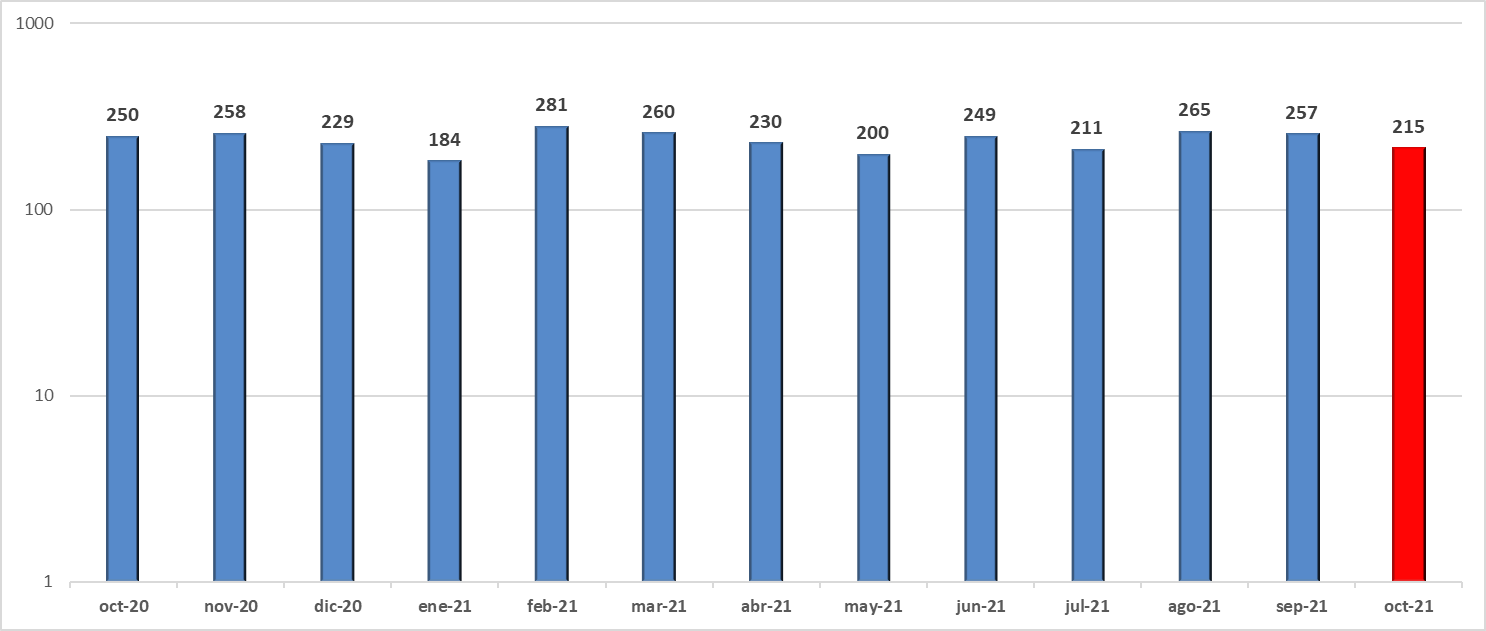 1000
100
10
1
250
258
229
184
281
260
230
200
249
211
265
257
215
oct-20
nov-20
dic-20
ene-21
feb-21
mar-21
abr-21
may-21
jun-21
jul-21
ago-21
sep-21
oct-21